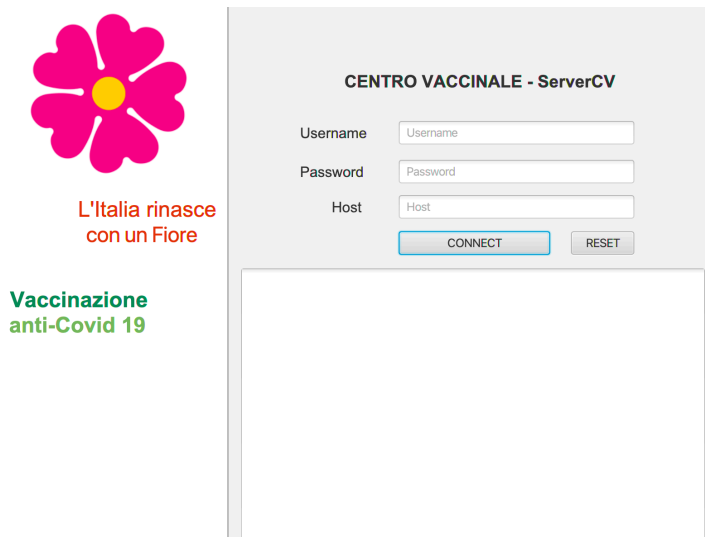 L'Italia rinasce
con un Fiore
Vaccinazione
anti-Covid 19
CENTRO VACCINALE - ServerCV
Username Username
Password Password
Host Host
CONNECT RESET